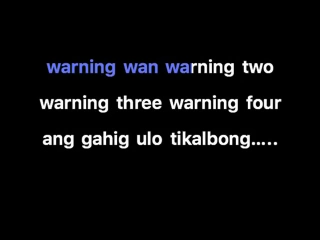 warning wan warning two
warning three warning four
ang gahig ulo tikalbong.....